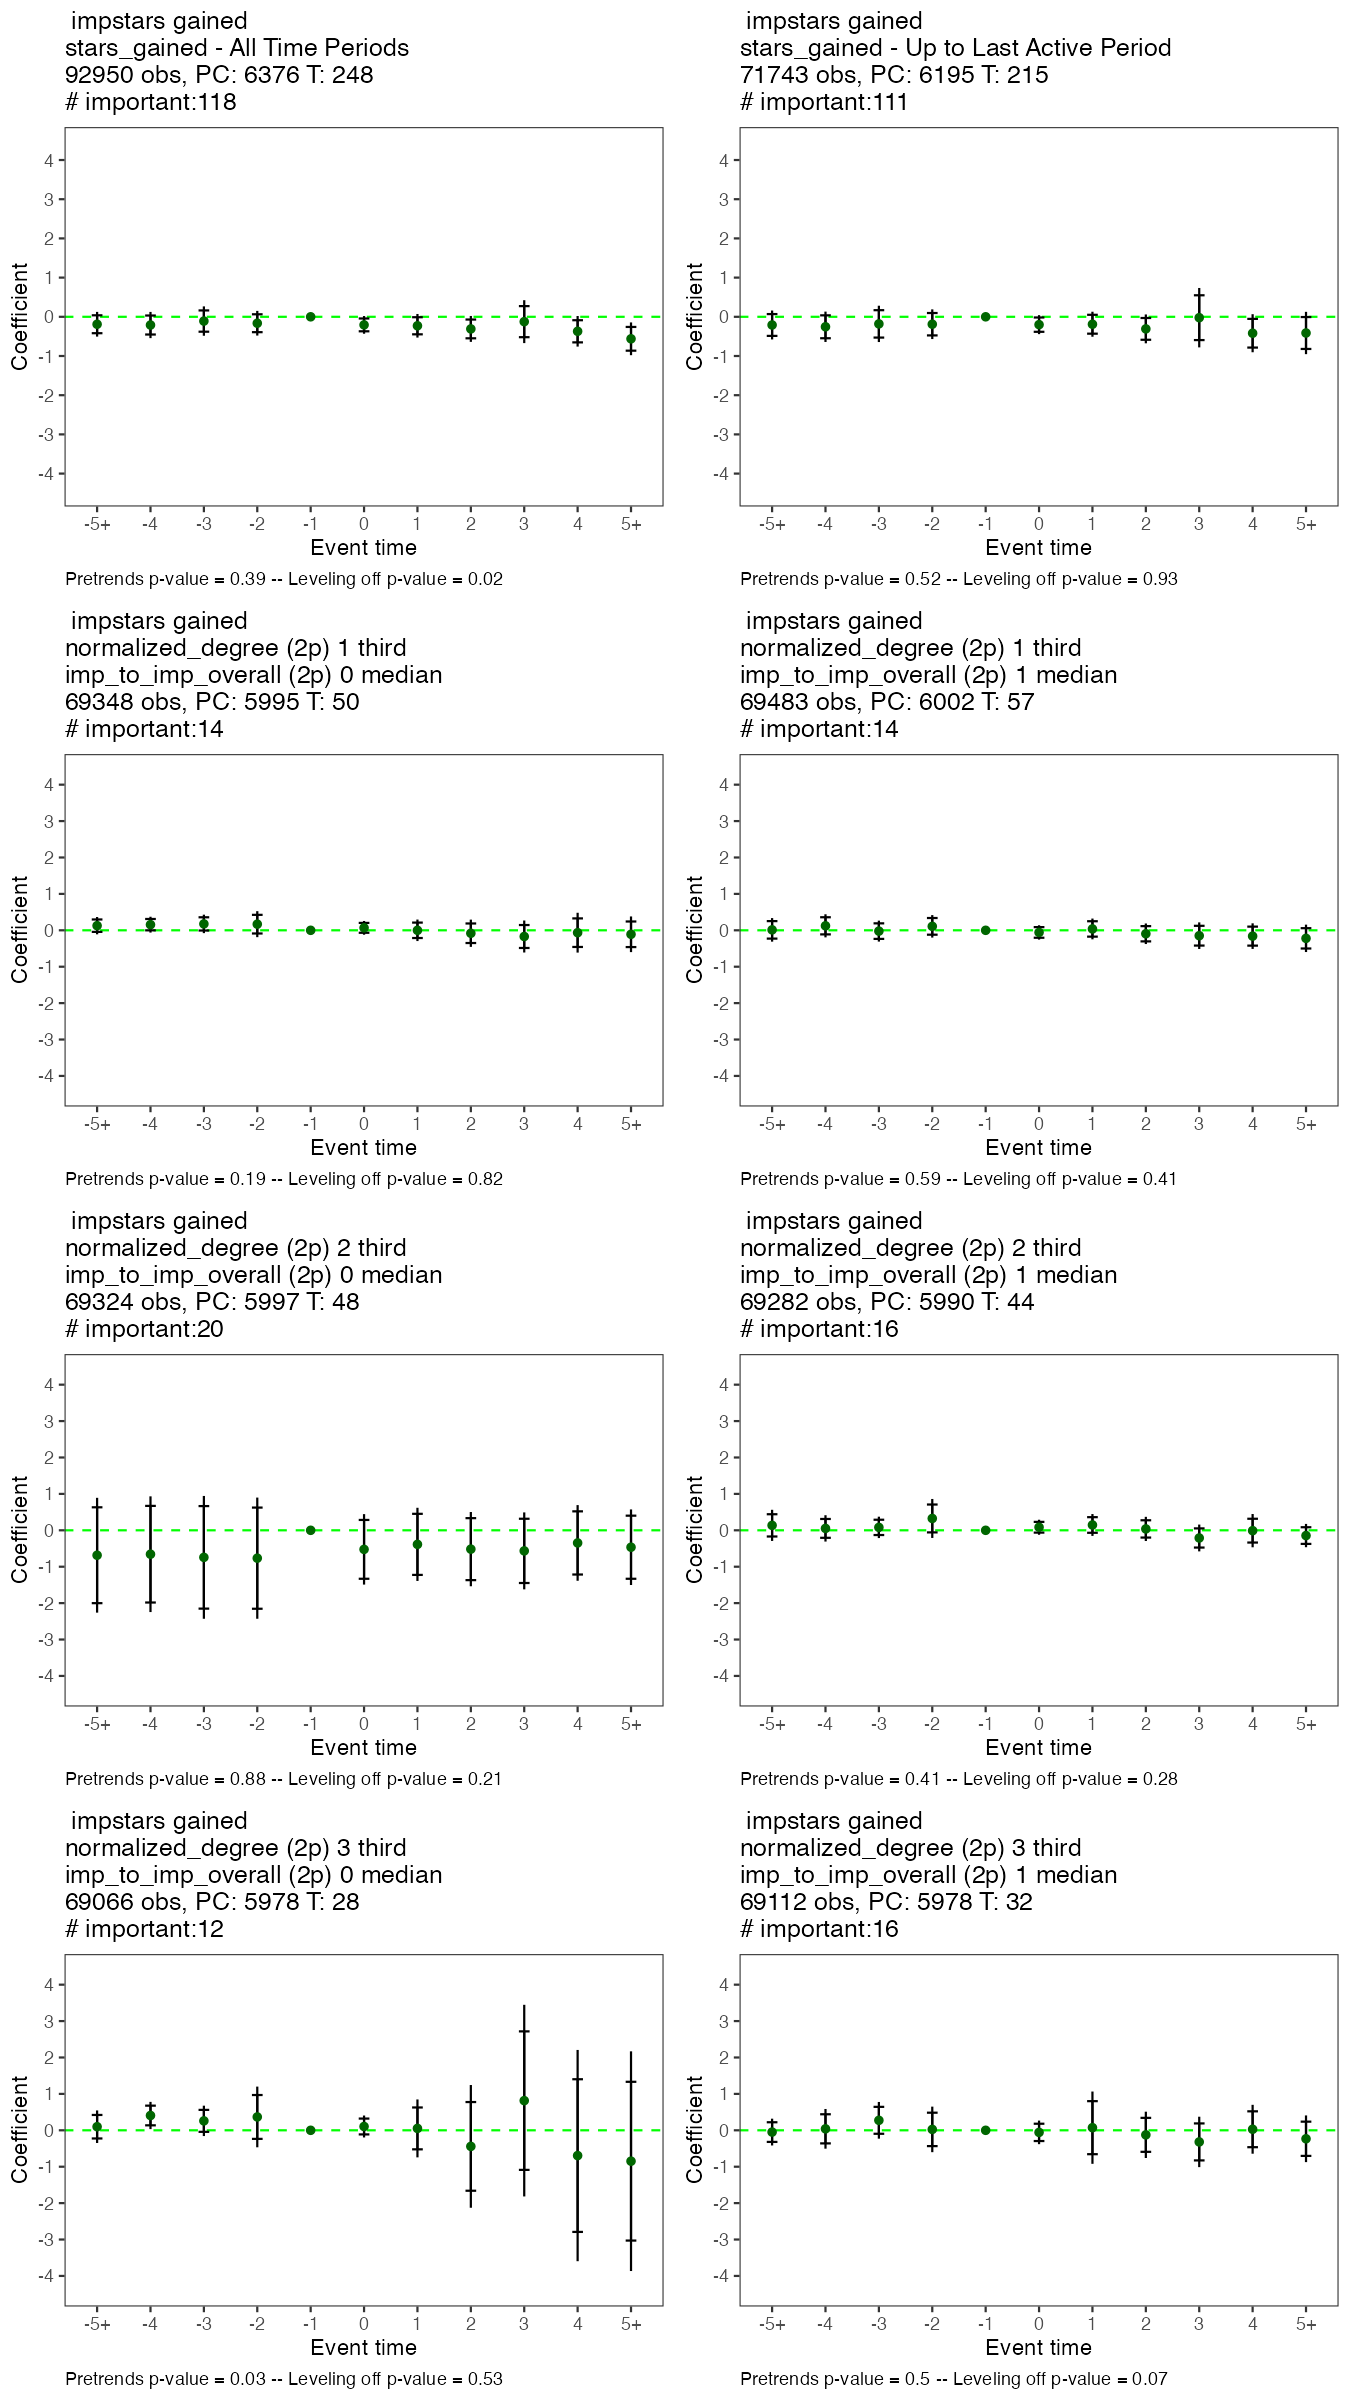 impstars gained
stars_gained - All Time Periods
92950 obs, PC: 6376 T: 248
# important:118
4
3
2
1
0
-1
-2
-3
-4
Coefficient
-5+ -4 -3 -2 -1 0 1 2 3 4 5+
Event time
Pretrends p-value = 0.39 -- Leveling off p-value = 0.02
impstars gained
stars_gained - Up to Last Active Period
71743 obs, PC: 6195 T: 215
# important:111
4
3
2
1
0
-1
-2
-3
-4
Coefficient
-5+ -4 -3 -2 -1 0 1 2 3 4 5+
Event time
Pretrends p-value = 0.52 -- Leveling off p-value = 0.93
impstars gained
normalized_degree (2p) 1 third
imp_to_imp_overall (2p) 0 median
69348 obs, PC: 5995 T: 50
# important:14
4
3
2
1
0
-1
-2
-3
-4
Coefficient
-5+ -4 -3 -2 -1 0 1 2 3 4 5+
Event time
Pretrends p-value = 0.19 -- Leveling off p-value = 0.82
impstars gained
normalized_degree (2p) 1 third
imp_to_imp_overall (2p) 1 median
69483 obs, PC: 6002 T: 57
# important:14
4
3
2
1
0
-1
-2
-3
-4
Coefficient
-5+ -4 -3 -2 -1 0 1 2 3 4 5+
Event time
Pretrends p-value = 0.59 -- Leveling off p-value = 0.41
impstars gained
normalized_degree (2p) 2 third
imp_to_imp_overall (2p) 0 median
69324 obs, PC: 5997 T: 48
# important:20
4
3
2
1
0
-1
-2
-3
-4
Coefficient
-5+ -4 -3 -2 -1 0 1 2 3 4 5+
Event time
Pretrends p-value = 0.88 -- Leveling off p-value = 0.21
impstars gained
normalized_degree (2p) 2 third
imp_to_imp_overall (2p) 1 median
69282 obs, PC: 5990 T: 44
# important:16
4
3
2
1
0
-1
-2
-3
-4
Coefficient
-5+ -4 -3 -2 -1 0 1 2 3 4 5+
Event time
Pretrends p-value = 0.41 -- Leveling off p-value = 0.28
impstars gained
normalized_degree (2p) 3 third
imp_to_imp_overall (2p) 0 median
69066 obs, PC: 5978 T: 28
# important:12
4
3
2
1
0
-1
-2
-3
-4
Coefficient
-5+ -4 -3 -2 -1 0 1 2 3 4 5+
Event time
Pretrends p-value = 0.03 -- Leveling off p-value = 0.53
impstars gained
normalized_degree (2p) 3 third
imp_to_imp_overall (2p) 1 median
69112 obs, PC: 5978 T: 32
# important:16
4
3
2
1
0
-1
-2
-3
-4
Coefficient
-5+ -4 -3 -2 -1 0 1 2 3 4 5+
Event time
Pretrends p-value = 0.5 -- Leveling off p-value = 0.07